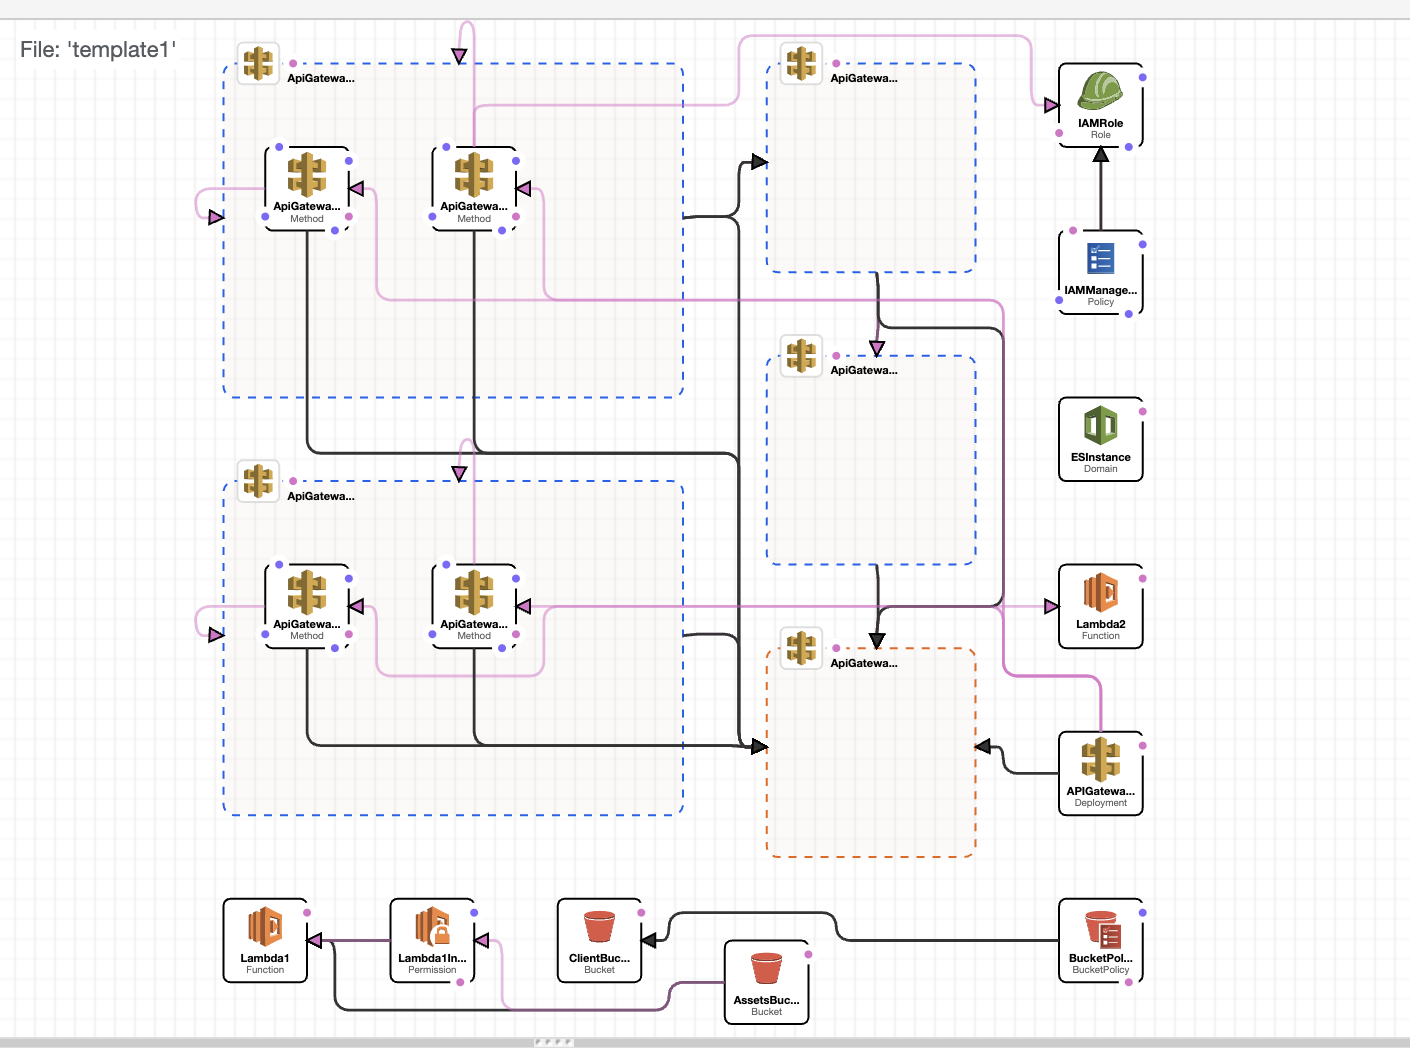 File: 'template1'
ApiGatewa...
ApiGatewa...
IAMRole
Role
ApiGatewa...
Method
ApiGatewa...
Method
IAMManage...
Policy
ApiGatewa...
ESInstance
Domain
ApiGatewa...
ApiGatewa...
Method
ApiGatewa...
Method
Lambda2
Function
ApiGatewa...
APIGatewa...
Deployment
Lambda1
Function
Lambda1In...
Permission
ClientBuc...
Bucket
BucketPol...
BucketPolicy
AssetsBuc...
Bucket